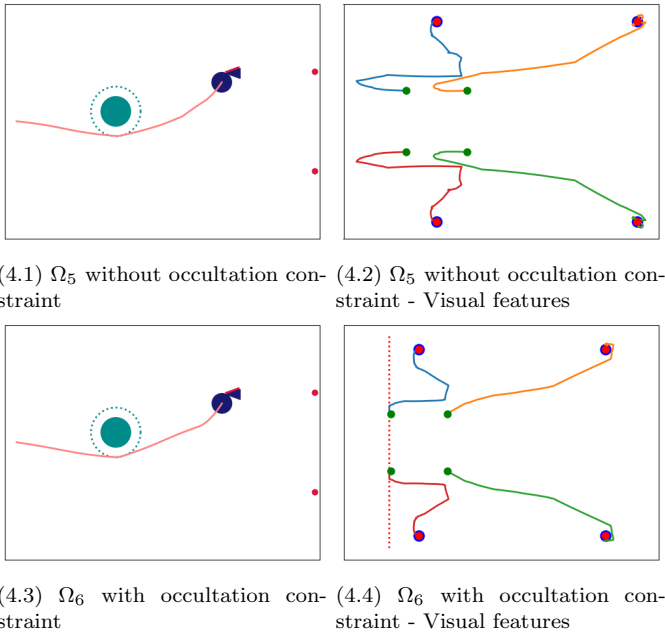 (4.1) Ω5 without occultation con-
straint
(4.2) Ω5 without occultation con-
straint - Visual features
(4.3) Ω6 with occultation con-
straint
(4.4) Ω6 with occultation con-
straint - Visual features